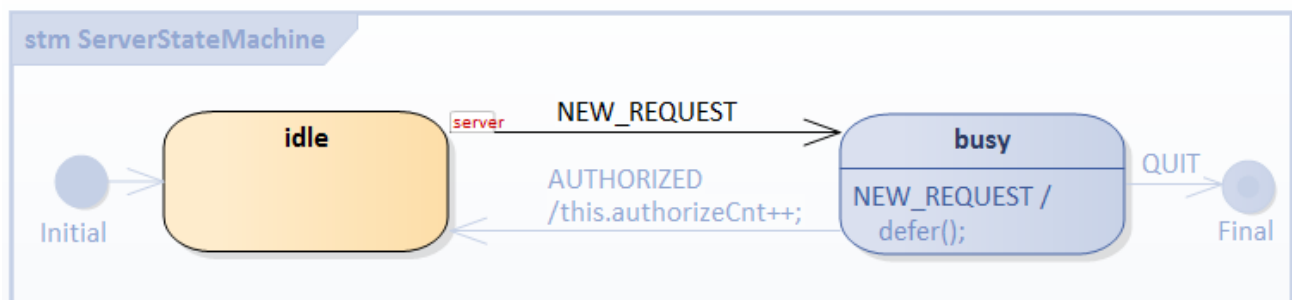 stm ServerStateMachine
idle
server
NEW_REQUEST
busy
AUTHORIZED
/this.authorizeCnt++;
NEW_REQUEST /
defer();
QUIT
Initial
Final